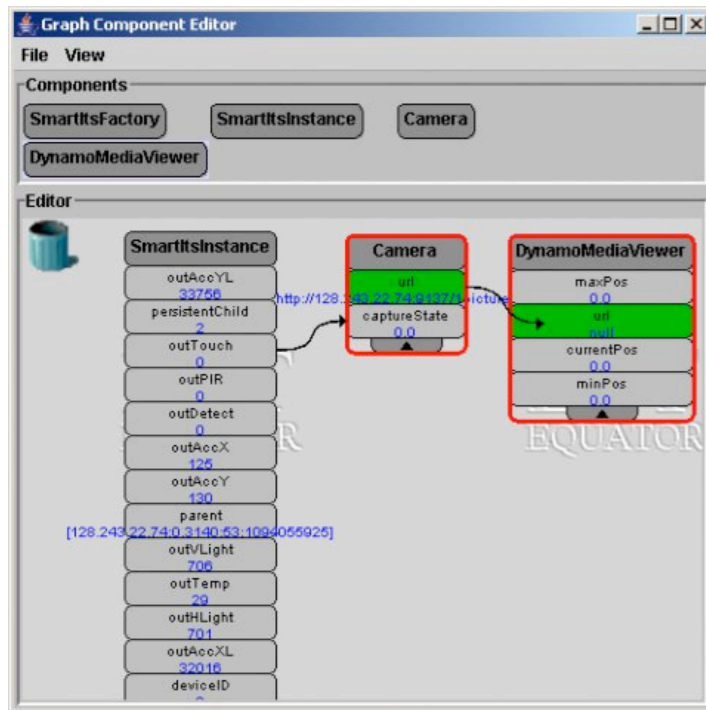 Graph Component Editor
File View
Components
SmartItsFactory SmartItsInstance Camera
DynamoMediaViewer
Editor
SmartItsInstance
outAccYL
33756
persistentChild
2
outTouch
0
outPIR
0
outDetect
0
outAccX
125
outAccY
130
parent
[128.243.22.74:0.3140:53:1094055925]
outVLight
706
outTemp
29
outHLight
701
outAccXL
32016
deviceID
Camera
url
captureState
0.0
DynamoMediaViewer
maxPos
0.0
url
null
currentPos
0.0
minPos
0.0
EQUATOR